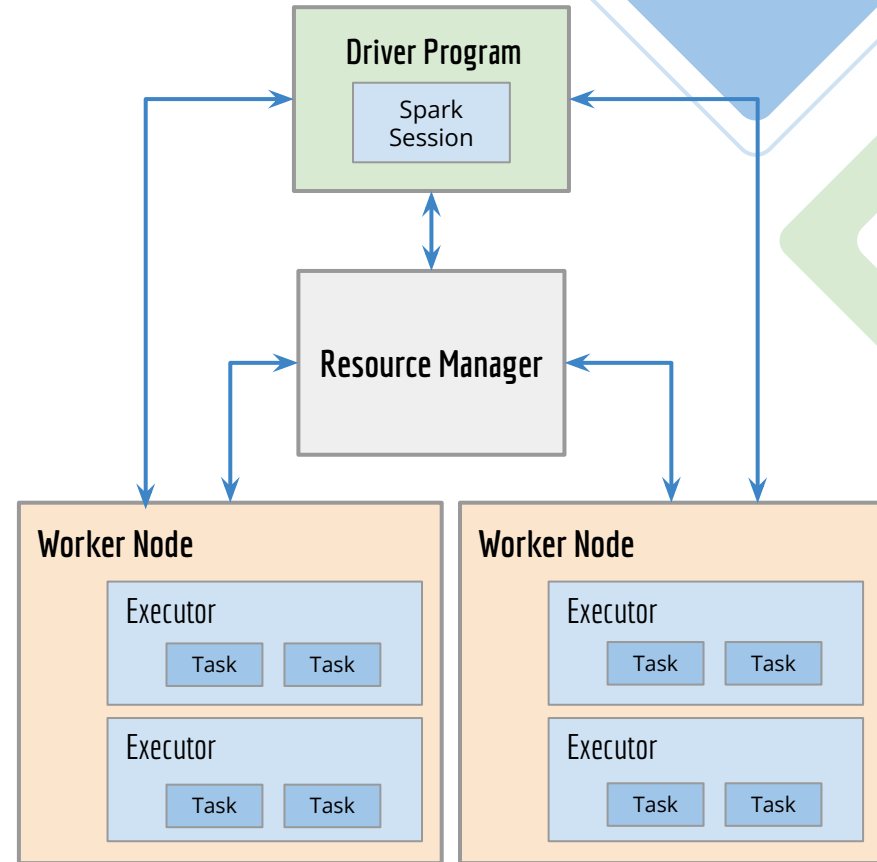 Driver Program
Spark
Session
Resource Manager
Worker Node
Executor
Task Task
Executor
Task Task
Worker Node
Executor
Task Task
Executor
Task Task